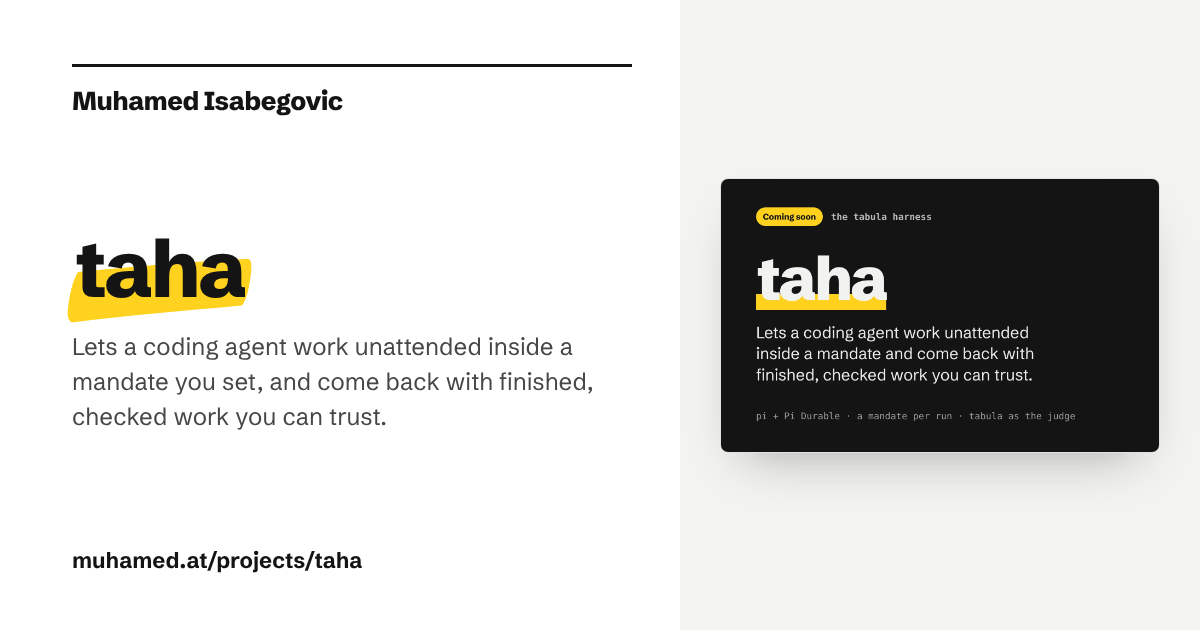 Muhamed Isabegovic
taha
Lets a coding agent work unattended inside a
mandate you set, and come back with finished,
checked work you can trust.
muhamed.at/projects/taha
Coming soon the tabula harness
taha
Lets a coding agent work unattended
inside a mandate and come back with
finished, checked work you can trust.
pi + Pi Durable · a mandate per run · tabula as the judge